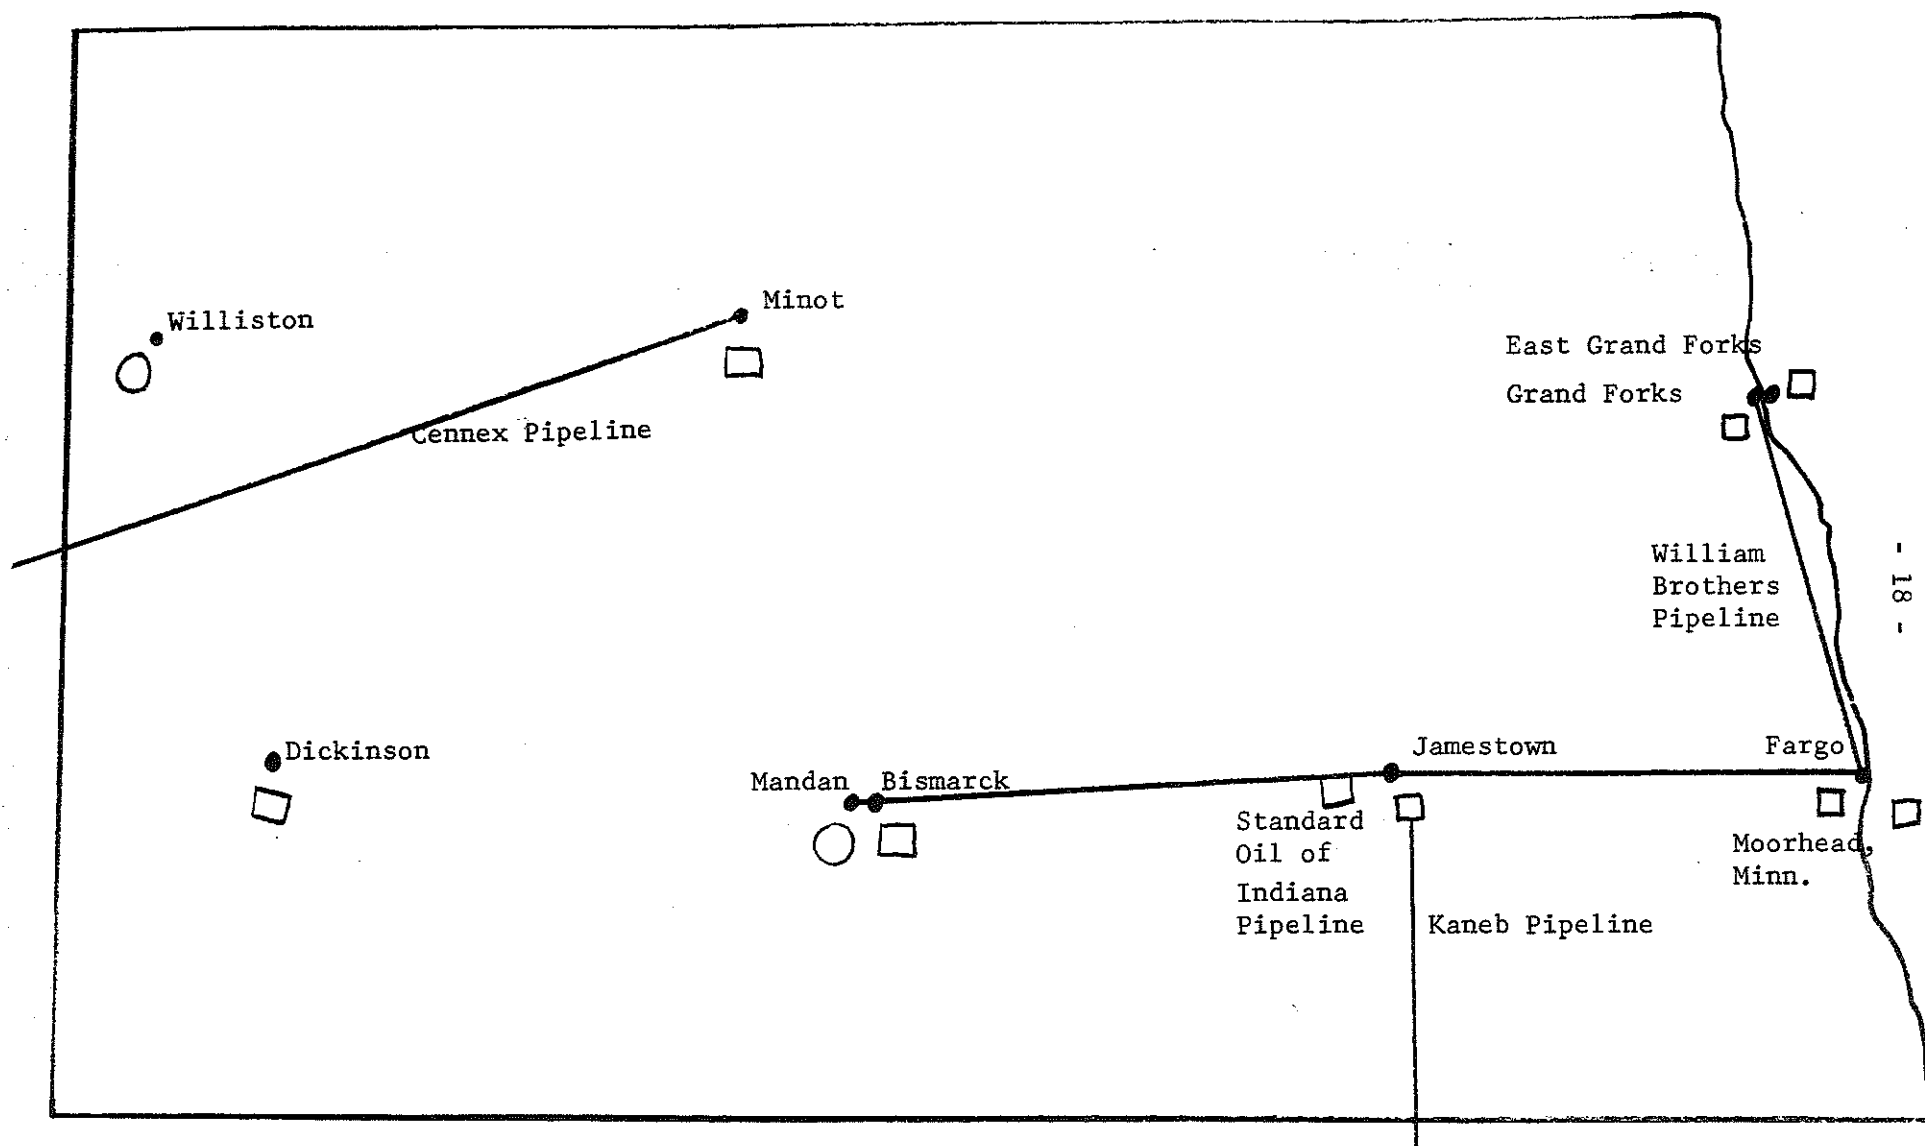 Minot
Williston
East Grand Forks
Grand Forks
Cennex Pipeline
William
Brothers
Pipeline
- 18 -
Dickinson
Jamestown
Fargo
Mandan
Bismarck
Standard
Oil of
Indiana
Pipeline
Moorhead,
Minn.
Kaneb Pipeline